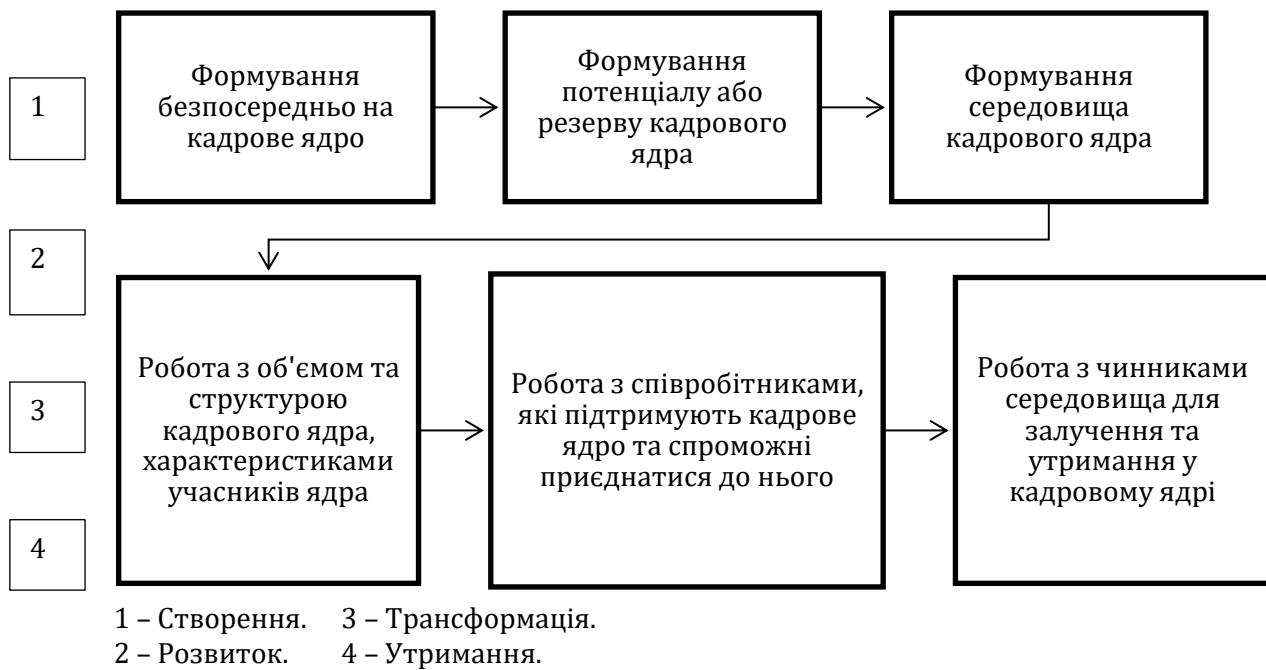 1
Формування
безпосередньо на
кадрове ядро
Формування
потенціалу або
резерву кадрового
ядра
Формування
середовища
кадрового ядра
2
3
4
Робота з об'ємом та
структурою
кадрового ядра,
характеристиками
учасників ядра
Робота з співробітниками,
які підтримують кадрове
ядро та спроможні
приєднатися до нього
Робота з чинниками
середовища для
залучення та
утримання у
кадровому ядрі
1 – Створення. 3 – Трансформація.
2 – Розвиток. 4 – Утримання.